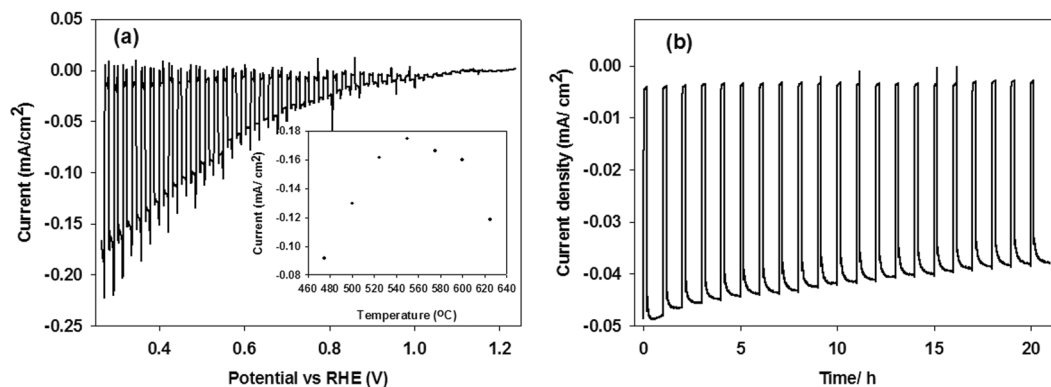 (a)
0.05
0.00
-0.05
-0.10
-0.15
-0.20
-0.25
Current (mA/cm²)
0.4 0.6 0.8 1.0 1.2
Potential vs RHE (V)
-0.18
-0.16
-0.14
-0.12
-0.10
-0.08
Current (mA/ cm²)
460 480 500 520 540 560 580 600 620 640
Temperature (ºC)
(b)
0.00
-0.01
-0.02
-0.03
-0.04
-0.05
Current density (mA/ cm²)
0 5 10 15 20
Time/ h